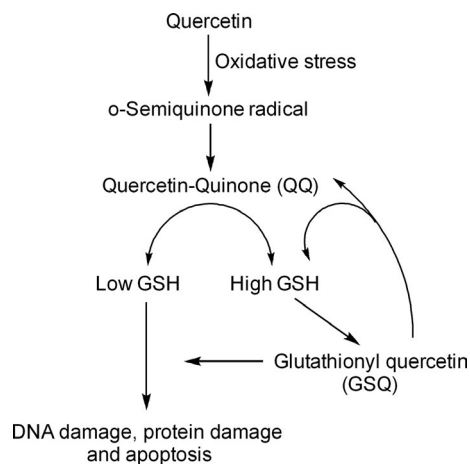 Quercetin
Oxidative stress
o-Semiquinone radical
Quercetin-Quinone (QQ)
Low GSH
High GSH
Glutathionyl quercetin
(GSQ)
DNA damage, protein damage
and apoptosis